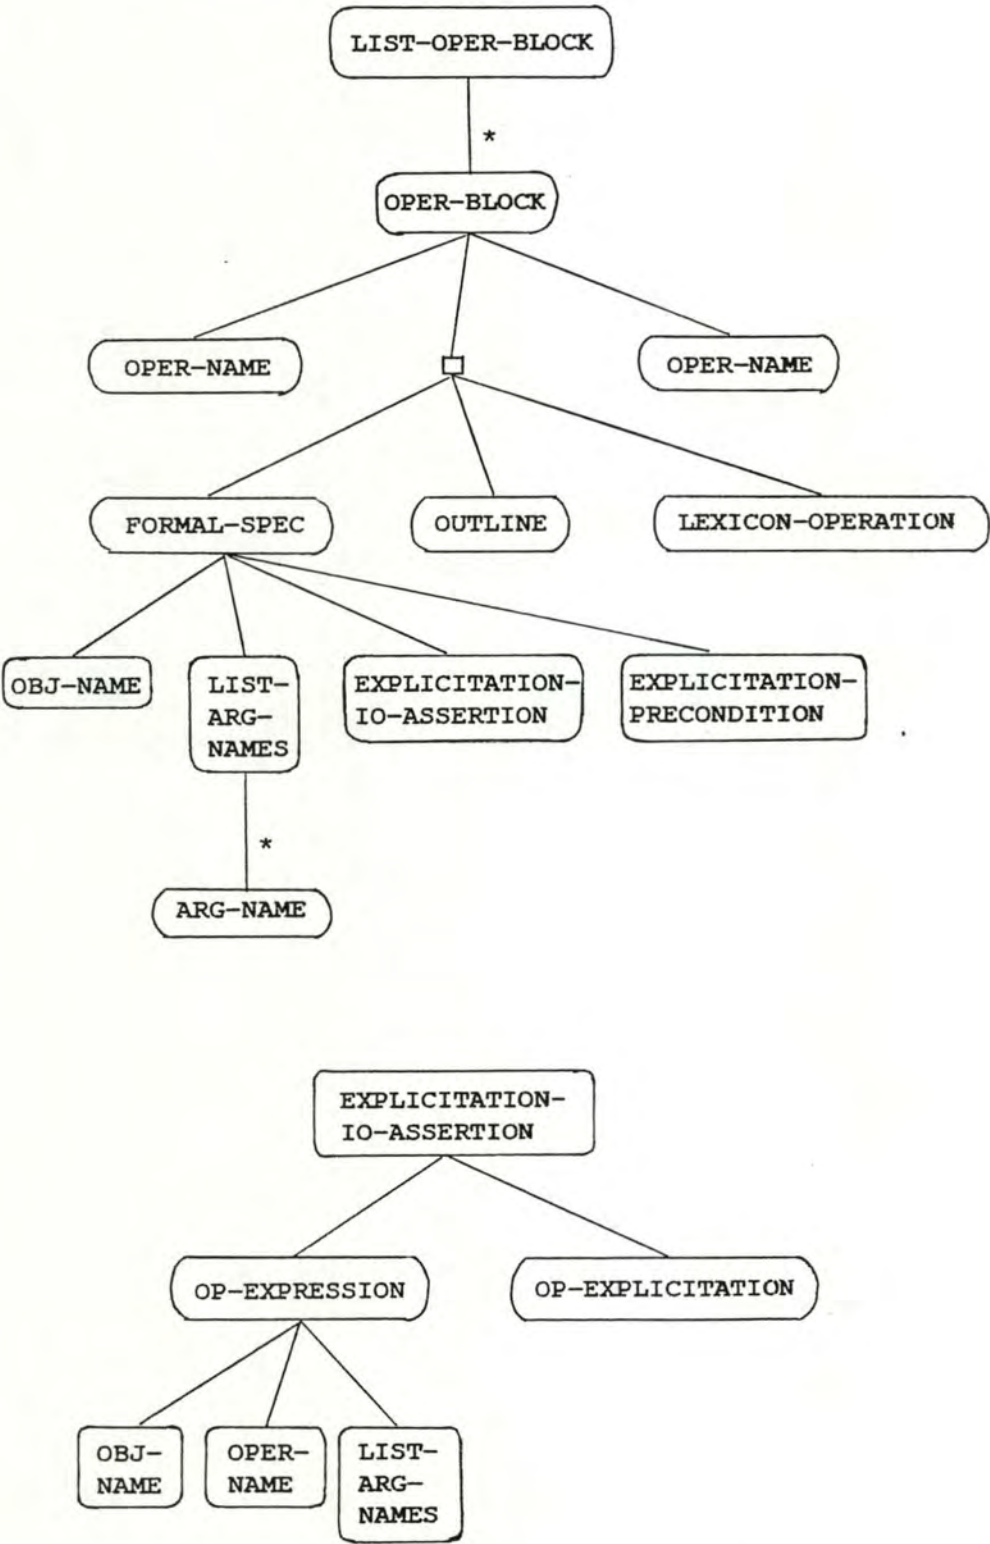 LIST-OPER-BLOCK
*
OPER-BLOCK
OPER-NAME
OPER-NAME
FORMAL-SPEC
OUTLINE
LEXICON-OPERATION
OBJ-NAME
LIST-
ARG-
NAMES
EXPLICITATION-
IO-ASSERTION
EXPLICITATION-
PRECONDITION
*
ARG-NAME
EXPLICITATION-
IO-ASSERTION
OP-EXPRESSION
OP-EXPLICITATION
OBJ-
NAME
OPER-
NAME
LIST-
ARG-
NAMES